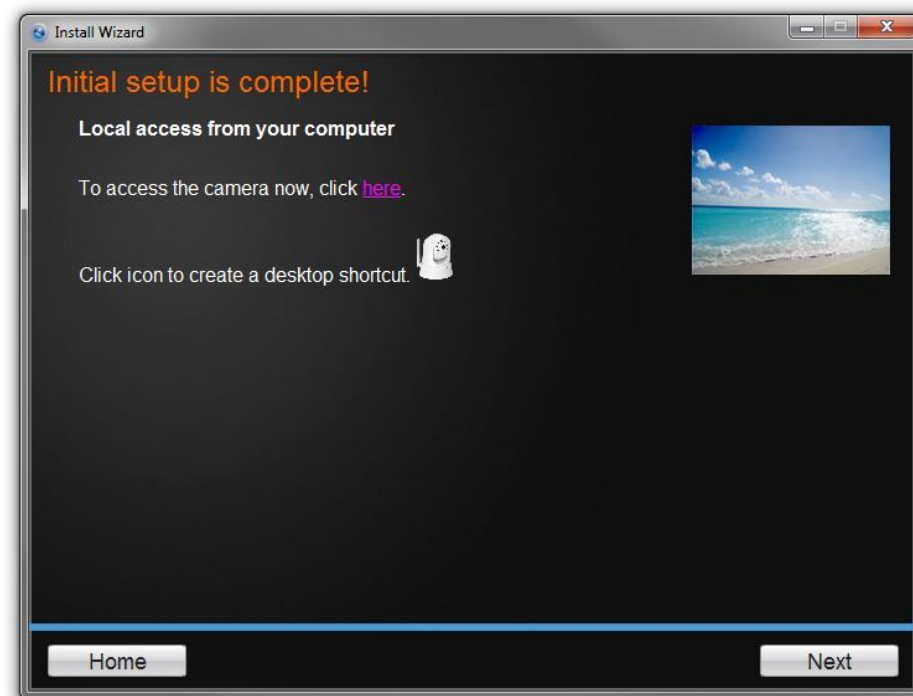 Install Wizard
Initial setup is complete!
Local access from your computer
To access the camera now, click here.
Click icon to create a desktop shortcut.
Home
Next